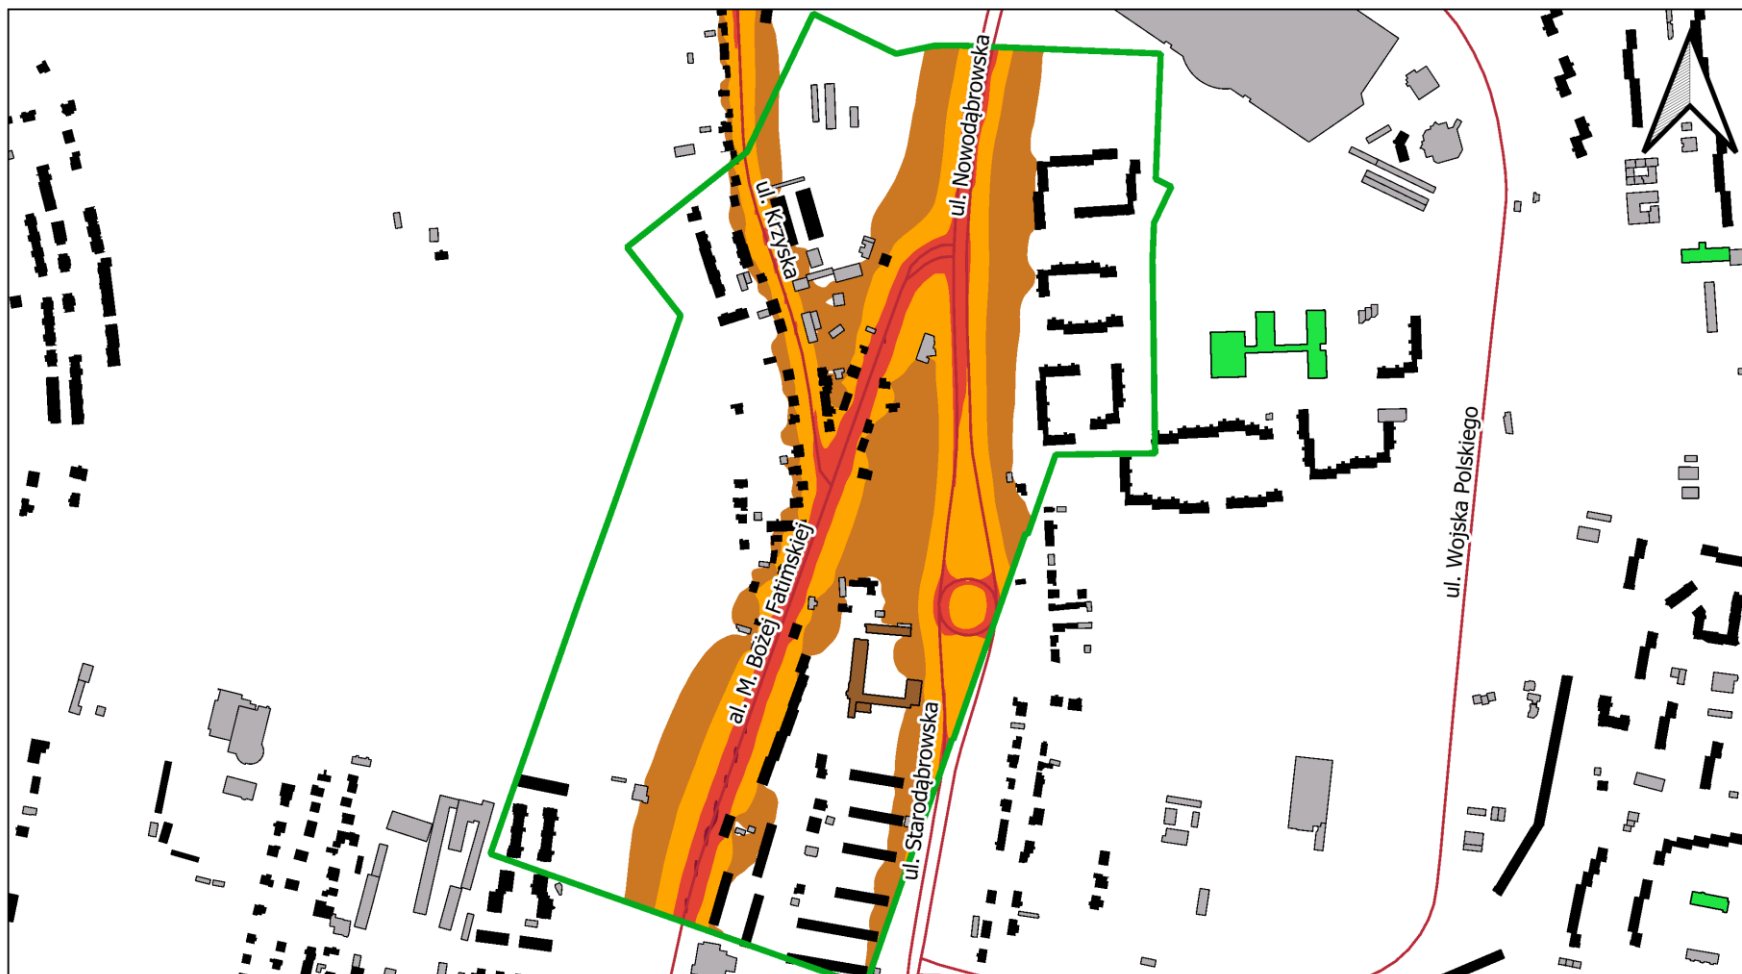 ul. Nowodąbrowska
ul. Krzyska
ul. Wojska Polskiego
al. M. Bożej Fatimskiej
ul. Starodąbrowska